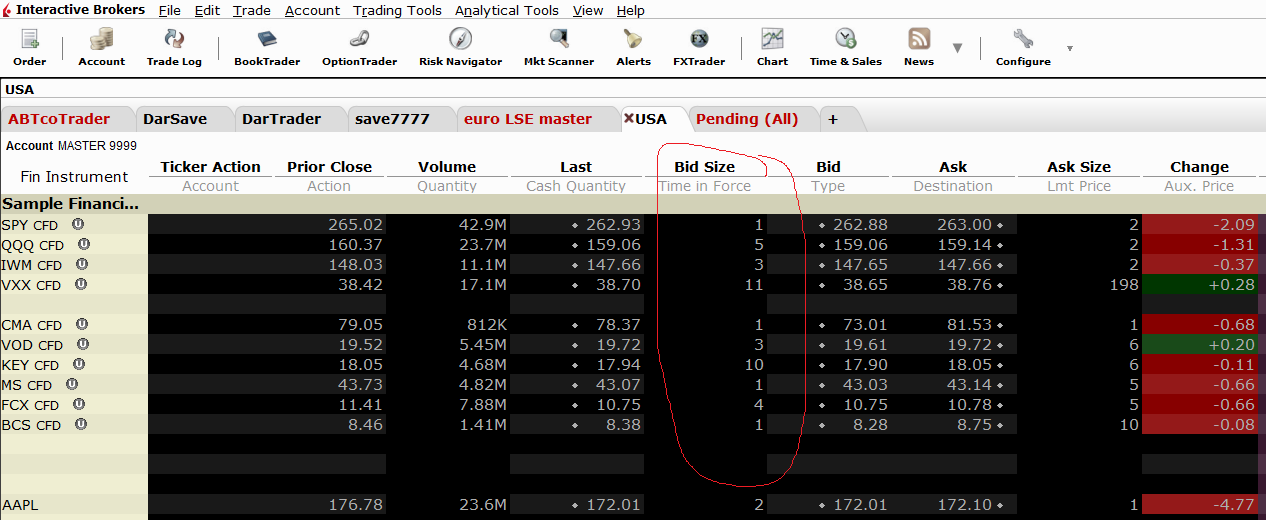 Interactive Brokers File Edit Trade Account Trading Tools Analytical Tools View Help
Order Account Trade Log BookTrader OptionTrader Risk Navigator Mkt Scanner Alerts FX FXTrader Chart Time & Sales News Configure
USA
ABTcoTrader DarSave DarTrader save7777 euro LSE master USA Pending (All) +
Account MASTER 9999
Fin Instrument
Ticker Action Prior Close Volume Last Bid Size Bid Ask Ask Size Change
Account Action Quantity Cash Quantity Time in Force Type Destination Lmt Price Aux. Price
Sample Financi...
SPY CFD U 265.02 42.9M 262.93 1 262.88 263.00 2 -2.09
QQQ CFD U 160.37 23.7M 159.06 5 159.06 159.14 2 -1.31
IWM CFD U 148.03 11.1M 147.66 3 147.65 147.66 2 -0.37
VXX CFD U 38.42 17.1M 38.70 11 38.65 38.76 198 +0.28
CMA CFD U 79.05 812K 78.37 1 73.01 81.53 1 -0.68
VOD CFD U 19.52 5.45M 19.72 3 19.61 19.72 6 +0.20
KEY CFD U 18.05 4.68M 17.94 10 17.90 18.05 6 -0.11
MS CFD U 43.73 4.82M 43.07 1 43.03 43.14 5 -0.66
FCX CFD U 11.41 7.88M 10.75 4 10.75 10.78 5 -0.66
BCS CFD U 8.46 1.41M 8.38 1 8.28 8.75 10 -0.08
AAPL 176.78 23.6M 172.01 2 172.01 172.10 1 -4.77